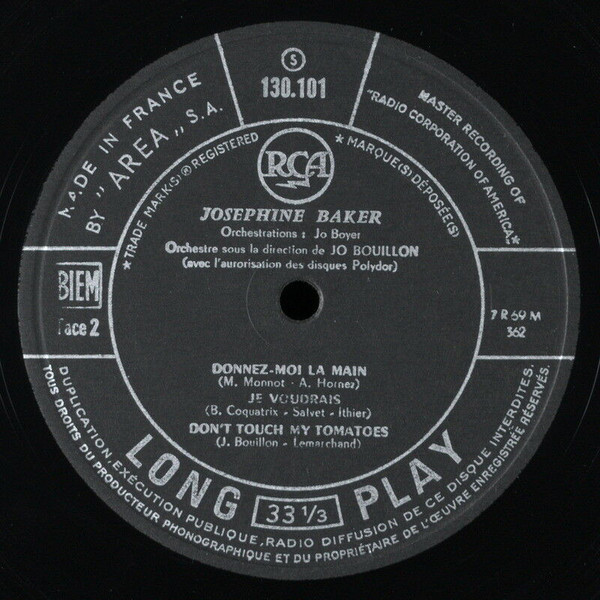 Ⓢ
130.101
MADE IN FRANCE
BY "AREA„ S.A.
MASTER RECORDING OF
"RADIO CORPORATION OF AMERICA"*
*TRADE MARK(S)®REGISTERED
*MARQUE(S) DÉPOSÉE(S)
RCA
JOSEPHINE BAKER
Orchestrations : Jo Boyer
Orchestre sous la direction de JO BOUILLON
(avec l'aurorisation des disques Polydor)
BIEM
Face 2
7 R 69 M
362
DONNEZ-MOI LA MAIN
(M. Monnot - A. Hornez)
JE VOUDRAIS
(B. Coquatrix - Salvet - Ithier)
DON'T TOUCH MY TOMATOES
(J. Bouillon - Lemarchand)
LONG 33 1/3 PLAY
DUPLICATION, EXÉCUTION PUBLIQUE, RADIO DIFFUSION DE CE DISQUE INTERDITES.
TOUS DROITS DU PRODUCTEUR PHONOGRAPHIQUE ET DU PROPRIÉTAIRE DE L'ŒUVRE ENREGISTRÉE RÉSERVÉS.